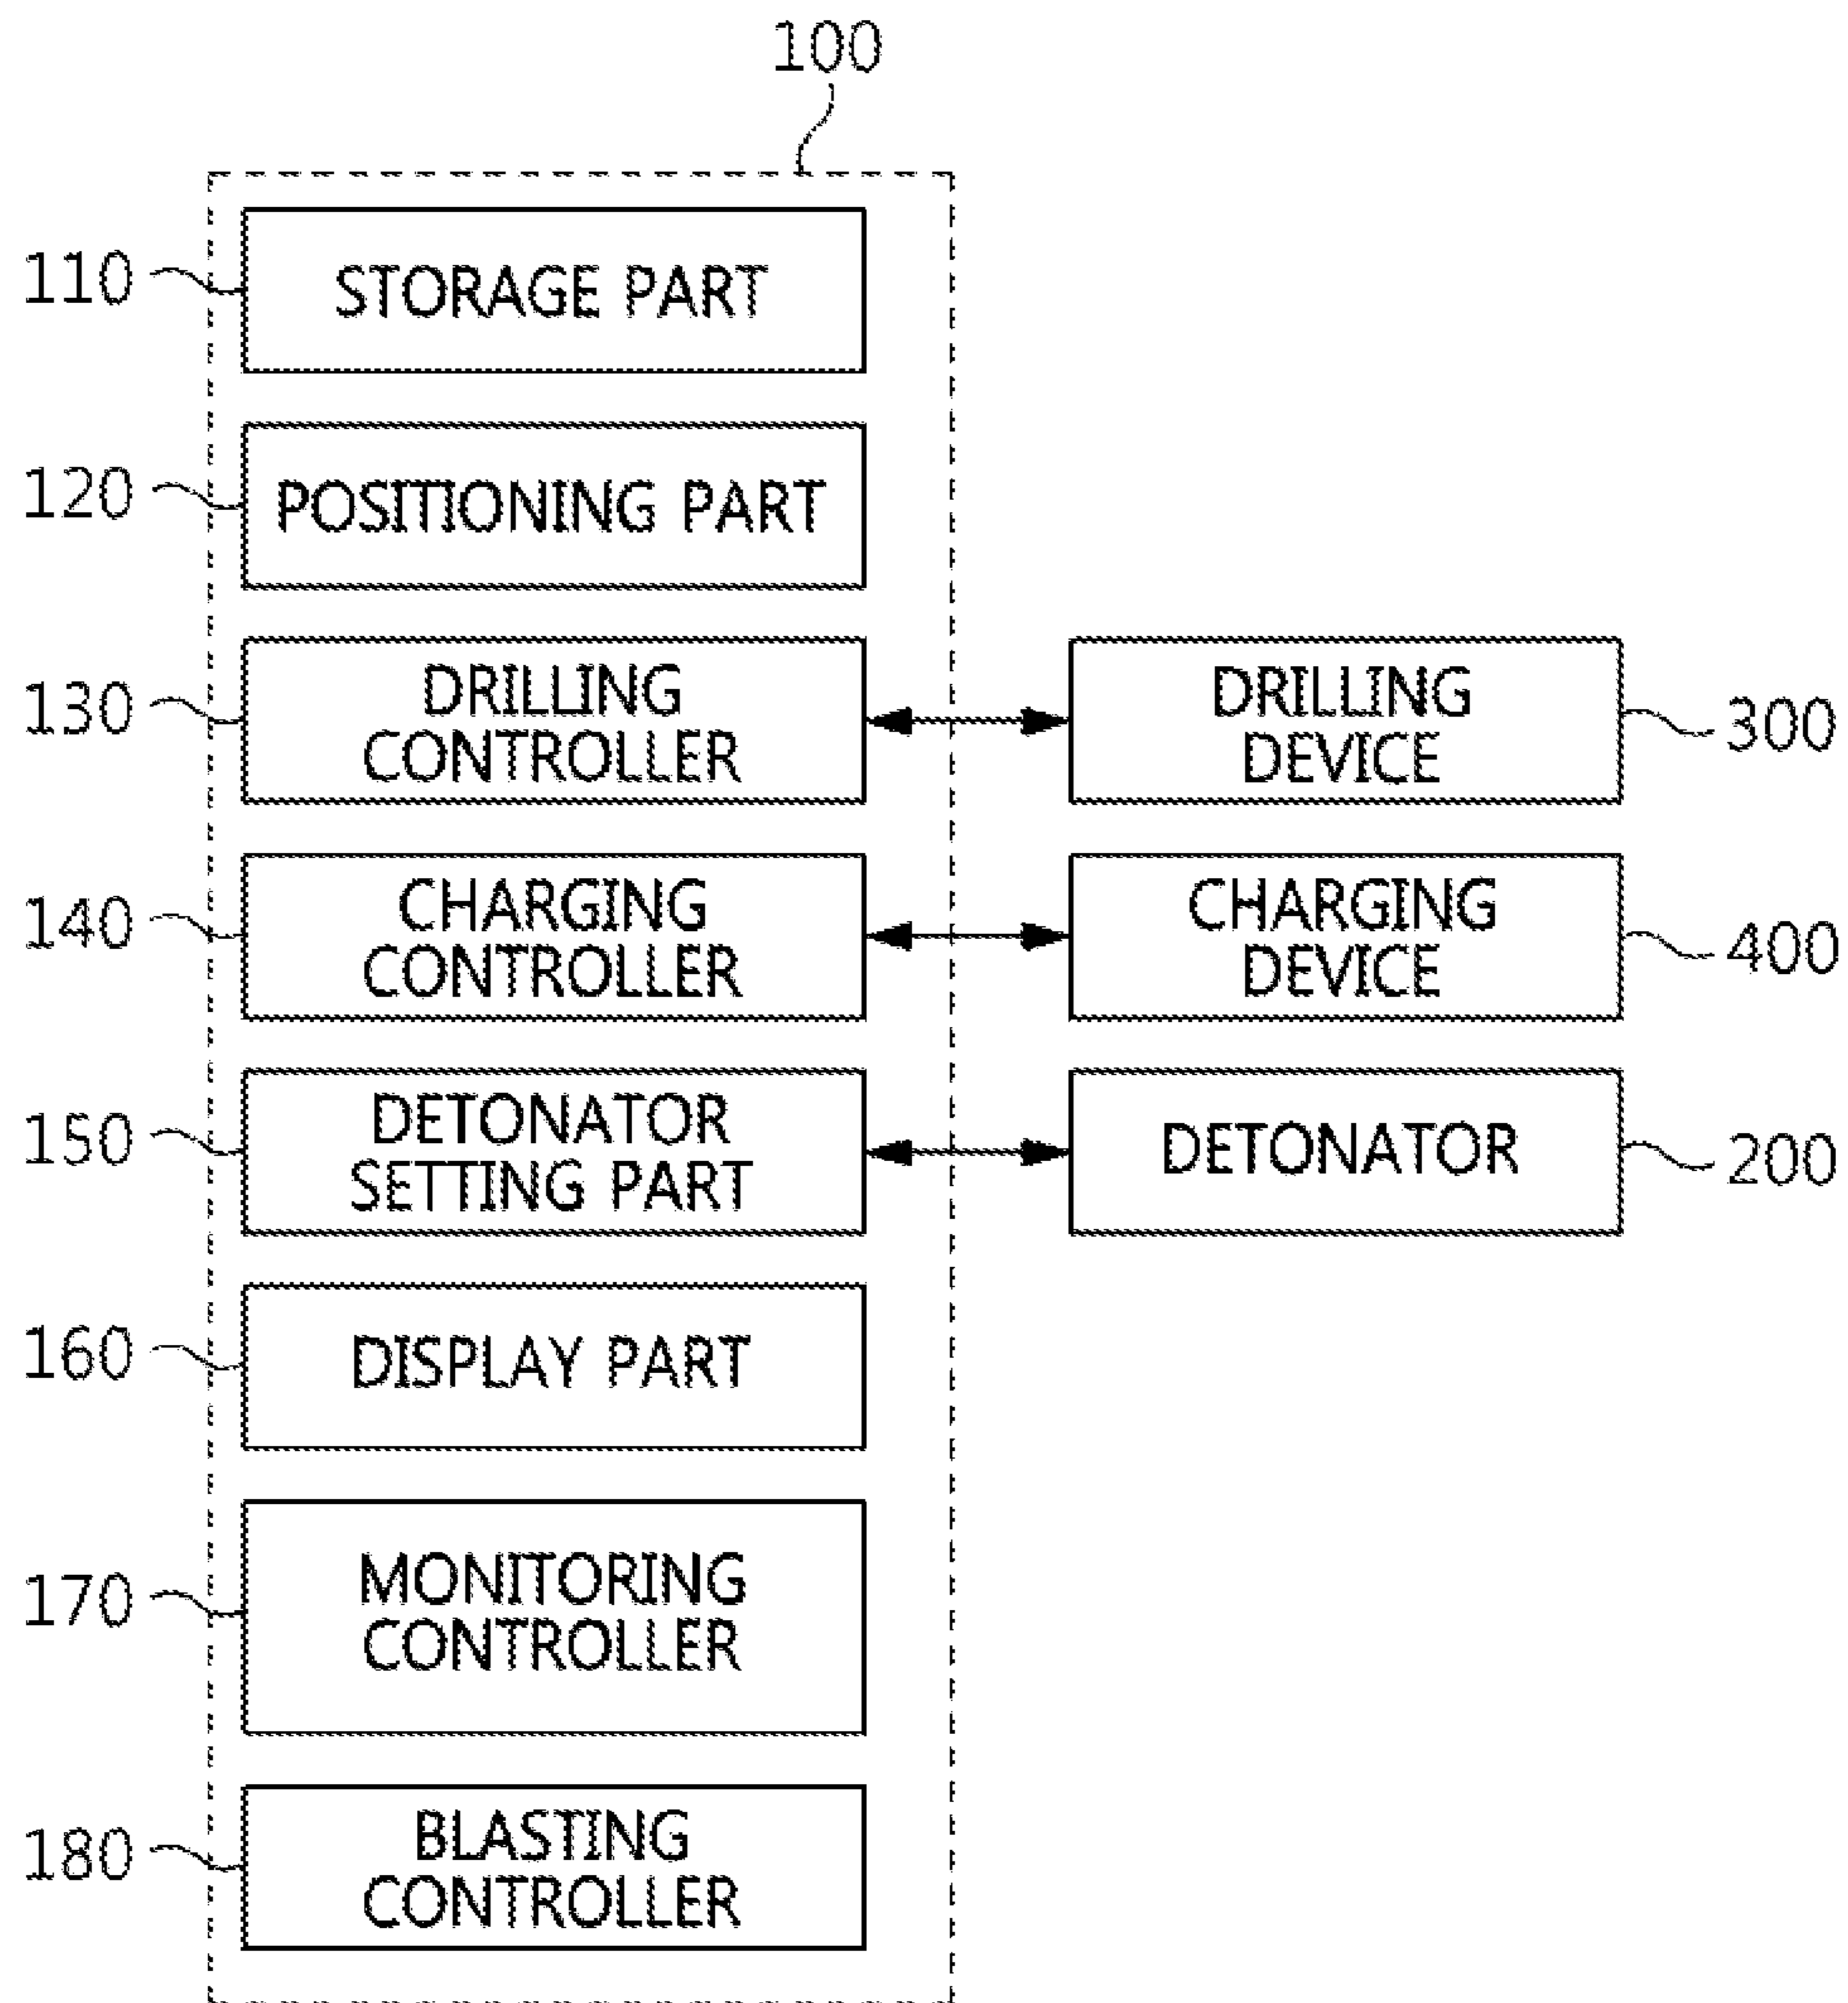 100
110
STORAGE PART
120
POSITIONING PART
130
DRILLING
CONTROLLER
DRILLING
DEVICE
300
140
CHARGING
CONTROLLER
CHARGING
DEVICE
400
150
DETONATOR
SETTING PART
DETONATOR
200
160
DISPLAY PART
170
MONITORING
CONTROLLER
180
BLASTING
CONTROLLER